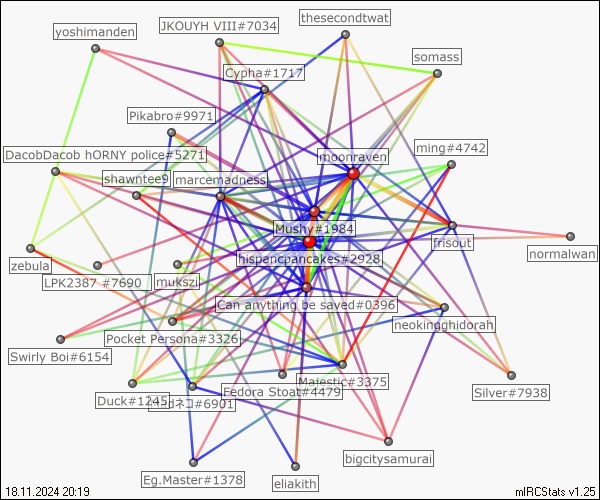 thesecondtwat
JKOUYH VIII#7034
yoshimanden
somass
Cypha#1717
Pikabro#9971
ming#4742
DacobDacob hORNY police#5271
moonraven
shawntee9
marcemadness
Mushy#1984
frisout
normalwan
hispancpancakes#2928
zebula
LPK2387 #7690
mukszi
Can anything be saved#0396
neokingghidorah
Pocket Persona#3326
Swirly Boi#6154
Majestic#3375
Fedora Stoat#4479
Silver#7938
Duck#1245
ネコ#6901
bigcitysamurai
Eg.Master#1378
eliakith
18.11.2024 20:19
mIRCStats v1.25